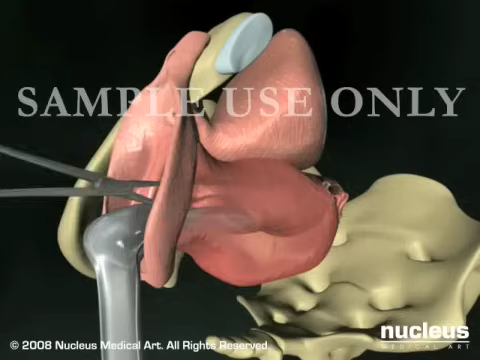 SAMPLE USE ONLY
nucleus
MEDICAL ART
© 2008 Nucleus Medical Art. All Rights Reserved.